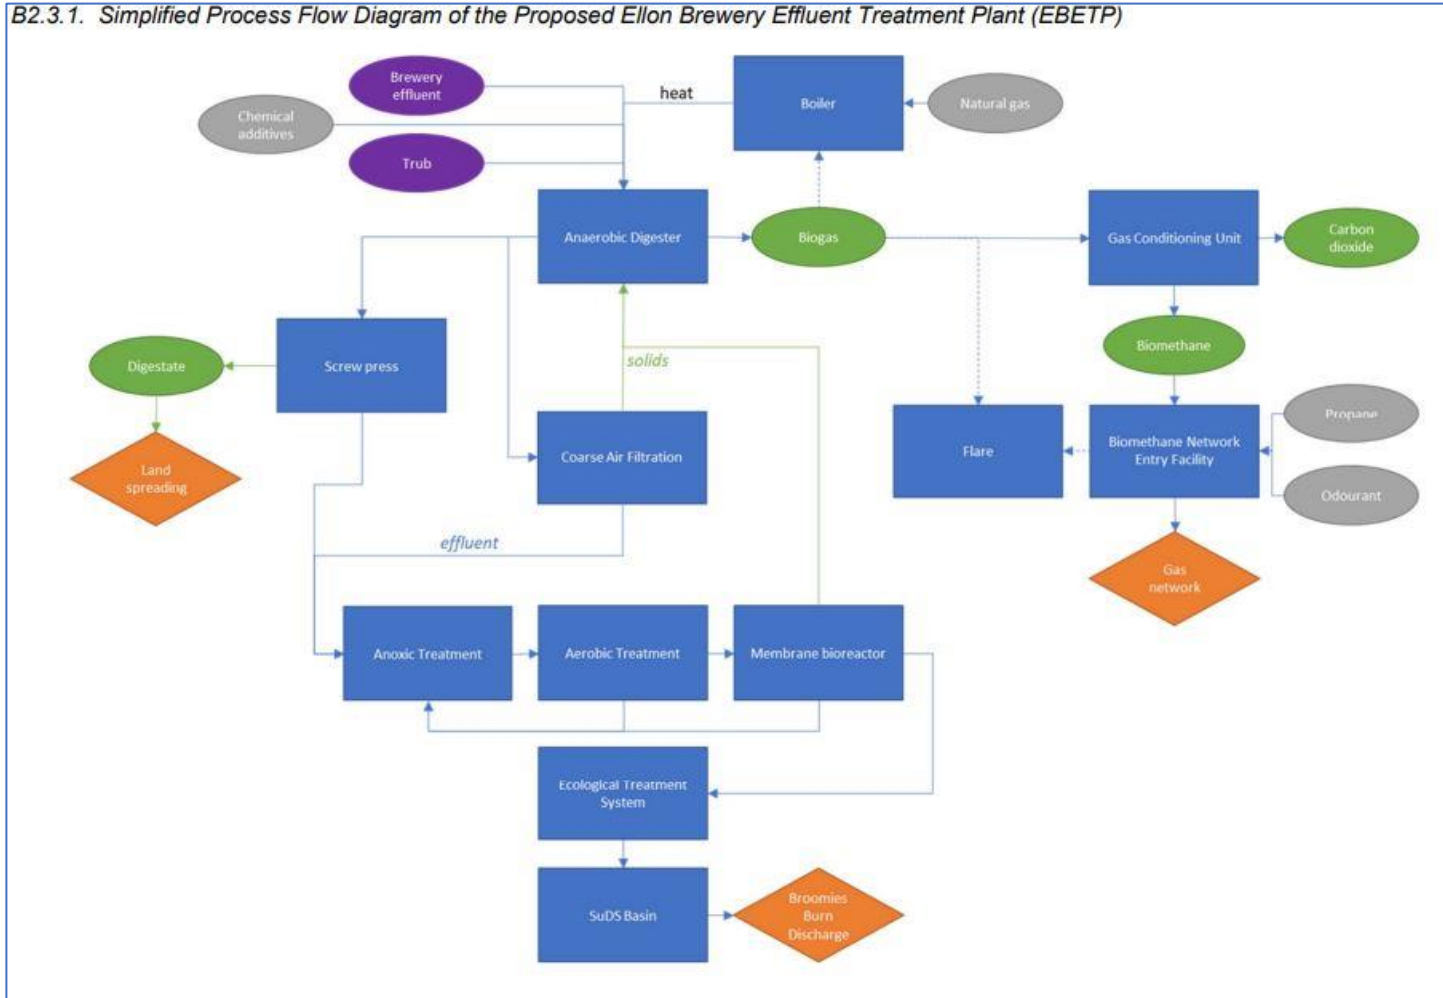 B2.3.1. Simplified Process Flow Diagram of the Proposed Ellon Brewery Effluent Treatment Plant (EBETP)
Brewery
effluent
Chemical
additives
Trub
heat
Boiler
Natural gas
Anaerobic Digester
Biogas
Gas Conditioning Unit
Carbon
dioxide
Digestate
Screw press
solids
Biomethane
Land
spreading
Coarse Air Filtration
Flare
Biomethane Network
Entry Facility
Propane
Odourant
effluent
Gas
network
Anoxic Treatment
Aerobic Treatment
Membrane bioreactor
Ecological Treatment
System
SuDS Basin
Broomies
Burn
Discharge